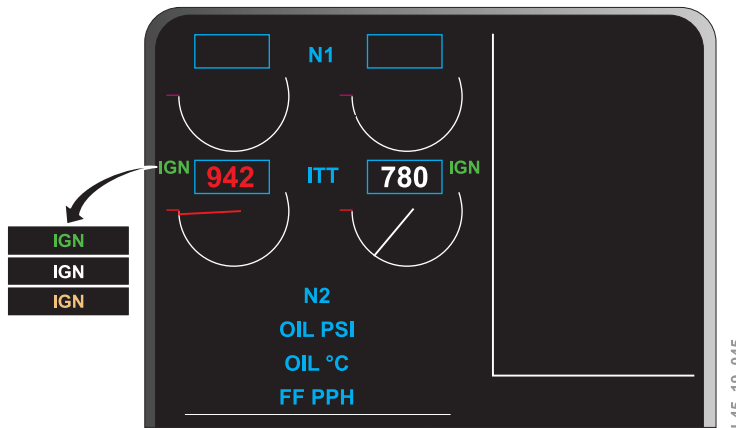 N1
IGN 942 ITT 780 IGN
IGN
IGN
IGN
N2
OIL PSI
OIL °C
FF PPH